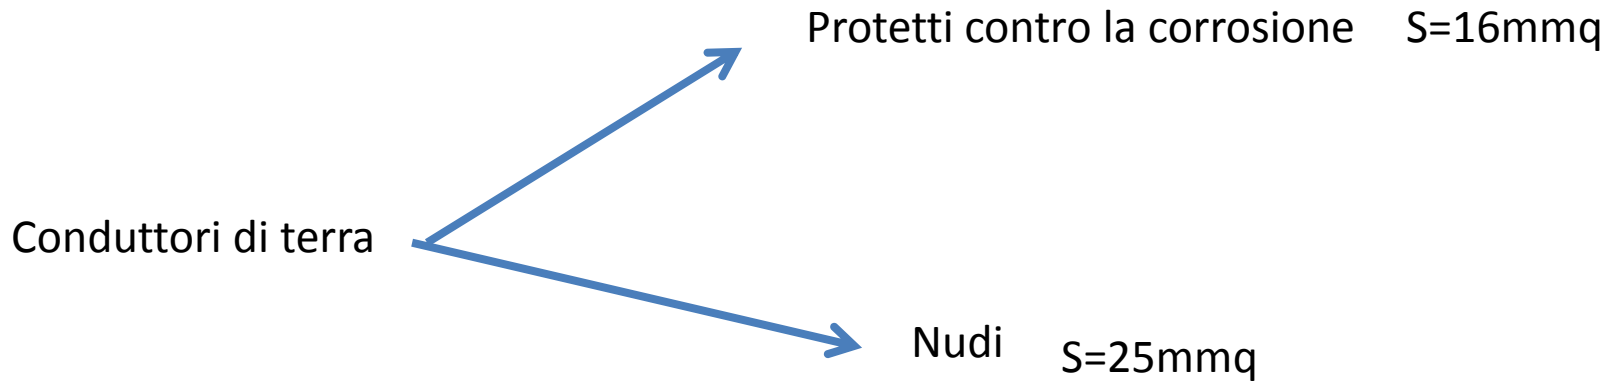 Protetti contro la corrosione S=16mmq
Conduttori di terra
Nudi S=25mmq